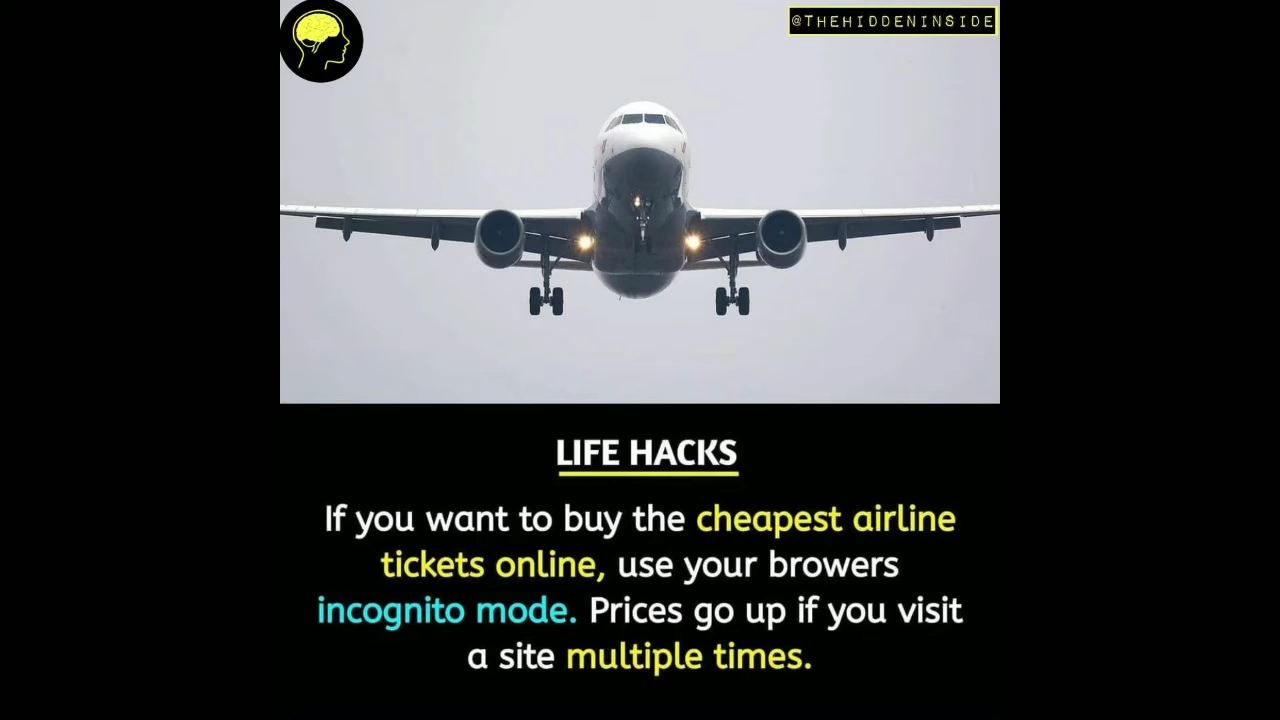 @THEHIDDENINSIDE
LIFE HACKS
If you want to buy the cheapest airline
tickets online, use your browers
incognito mode. Prices go up if you visit
a site multiple times.